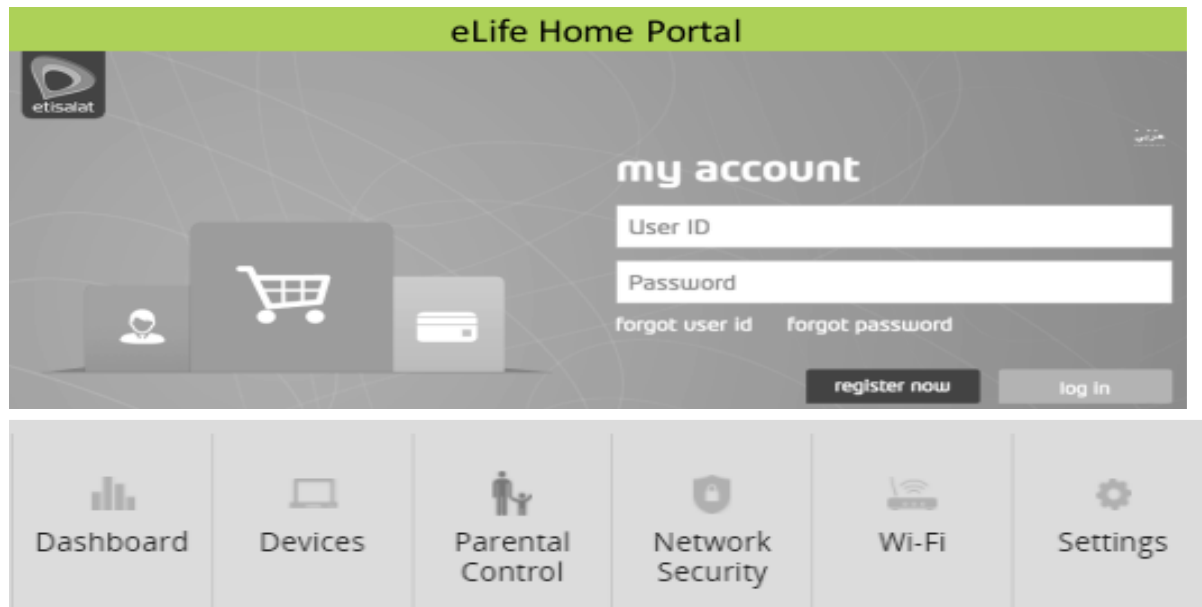 eLife Home Portal
etisalat
عربي
my account
User ID
Password
forgot user id forgot password
register now log in
Dashboard Devices Parental Control Network Security Wi-Fi Settings